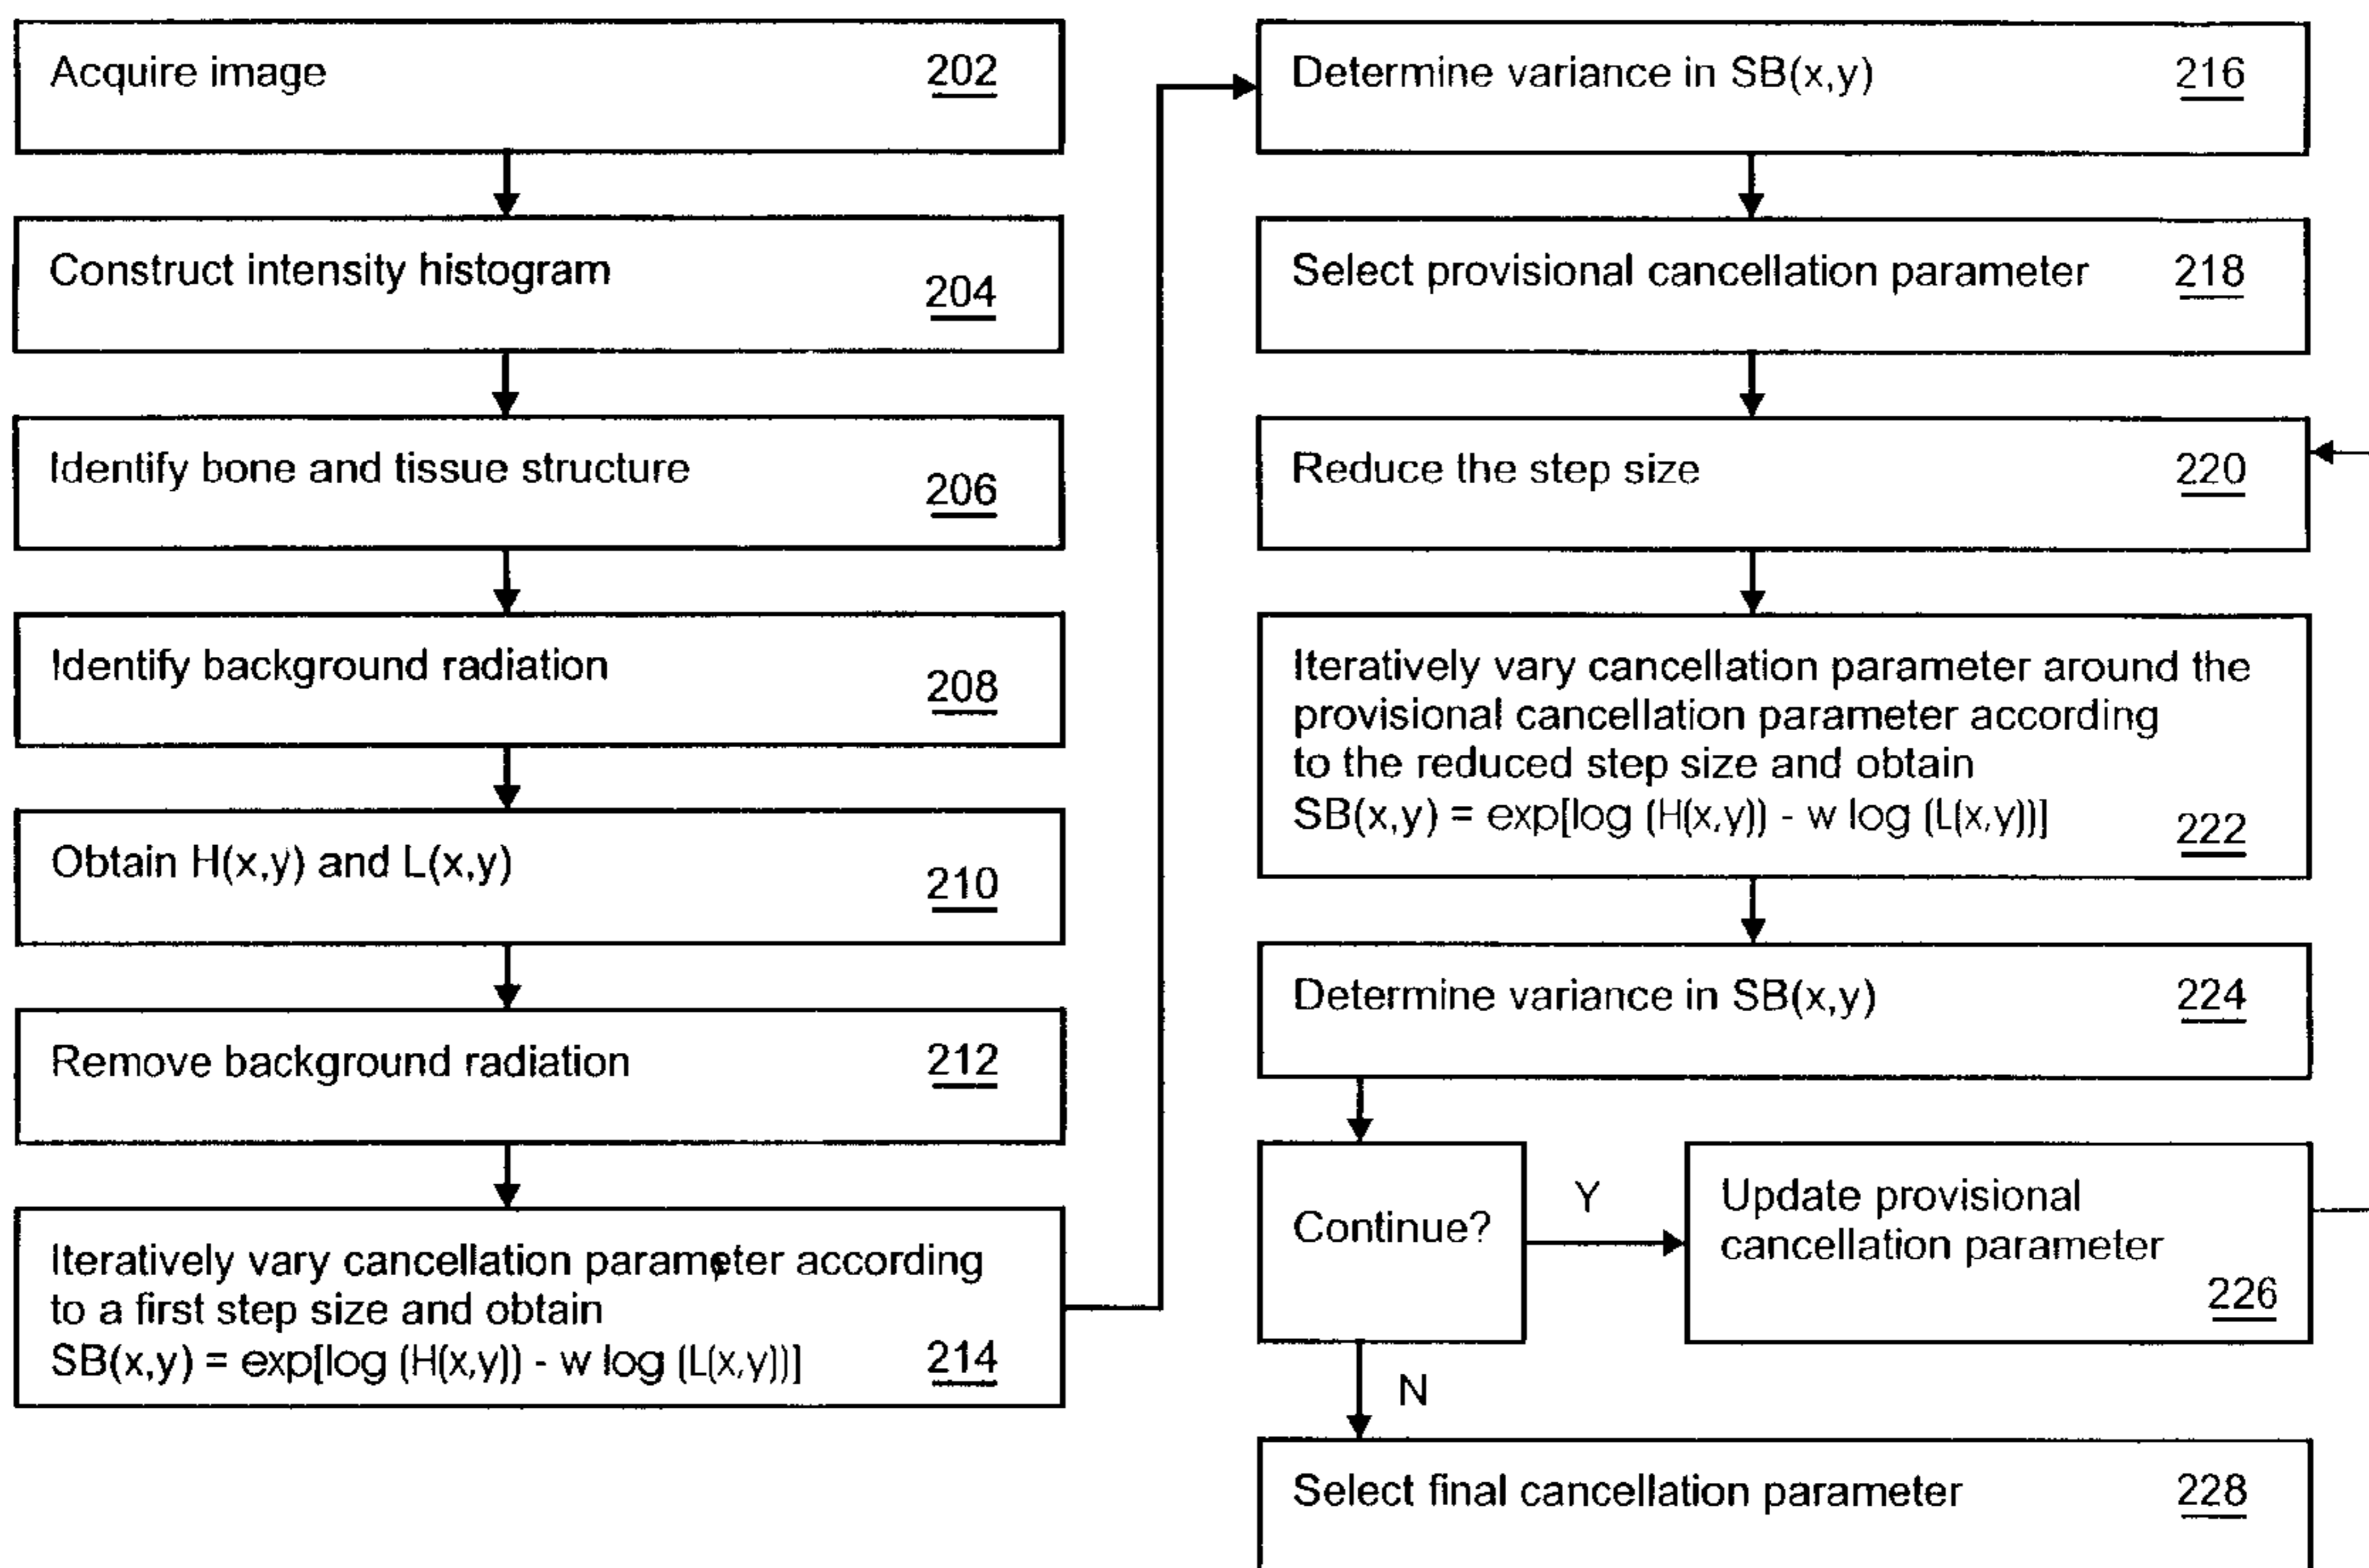 Acquire image 202
Construct intensity histogram 204
Identify bone and tissue structure 206
Identify background radiation 208
Obtain H(x,y) and L(x,y) 210
Remove background radiation 212
Iteratively vary cancellation parameter according
to a first step size and obtain
SB(x,y) = exp[log (H(x,y)) - w log (L(x,y))] 214
Determine variance in SB(x,y) 216
Select provisional cancellation parameter 218
Reduce the step size 220
Iteratively vary cancellation parameter around the
provisional cancellation parameter according
to the reduced step size and obtain
SB(x,y) = exp[log (H(x,y)) - w log (L(x,y))] 222
Determine variance in SB(x,y) 224
Continue?
Y
Update provisional
cancellation parameter
226
N
Select final cancellation parameter 228